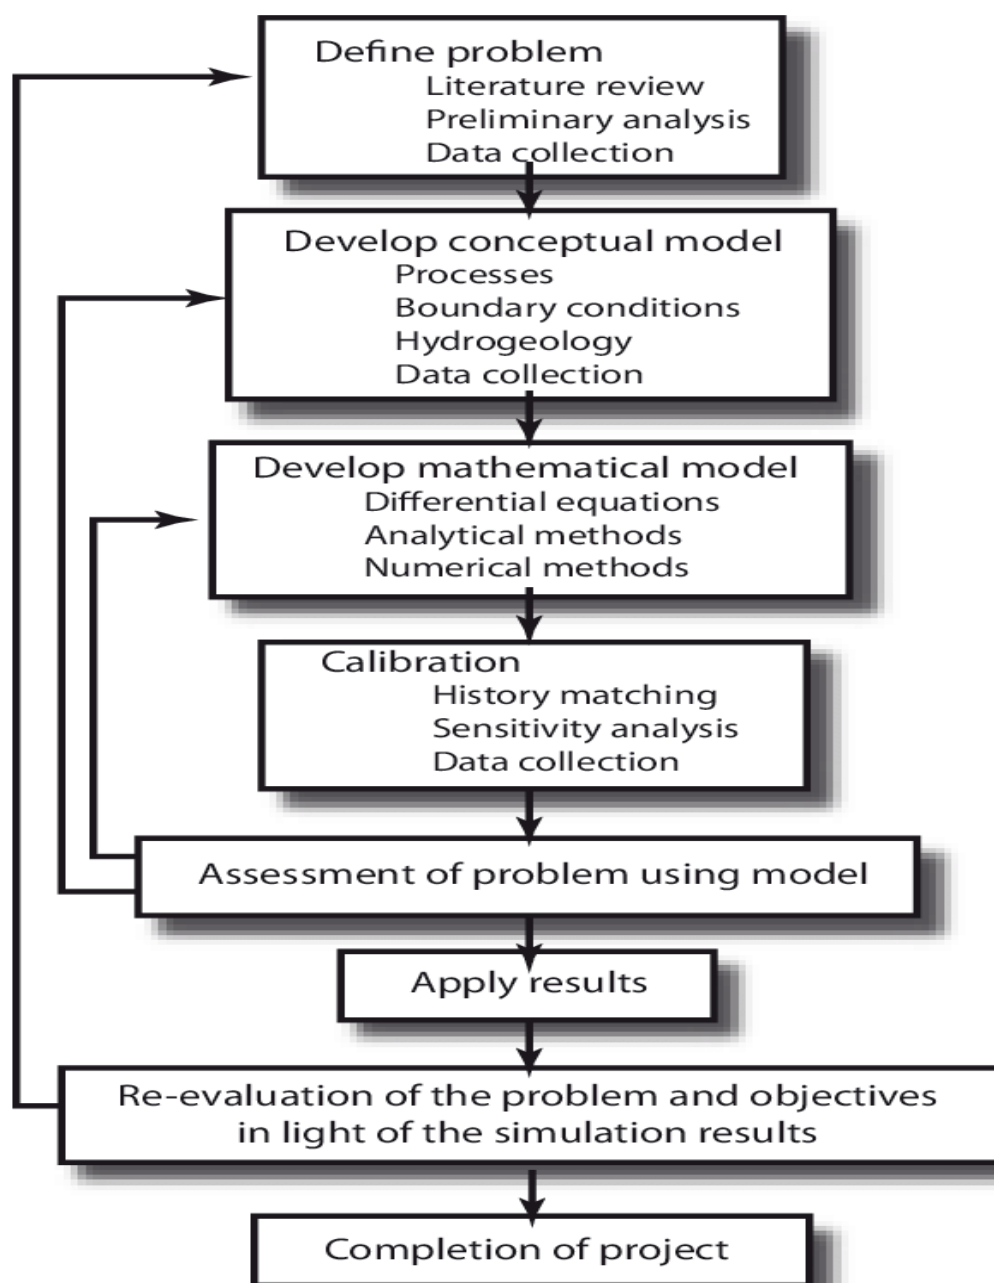 Define problem
Literature review
Preliminary analysis
Data collection
Develop conceptual model
Processes
Boundary conditions
Hydrogeology
Data collection
Develop mathematical model
Differential equations
Analytical methods
Numerical methods
Calibration
History matching
Sensitivity analysis
Data collection
Assessment of problem using model
Apply results
Re-evaluation of the problem and objectives
in light of the simulation results
Completion of project